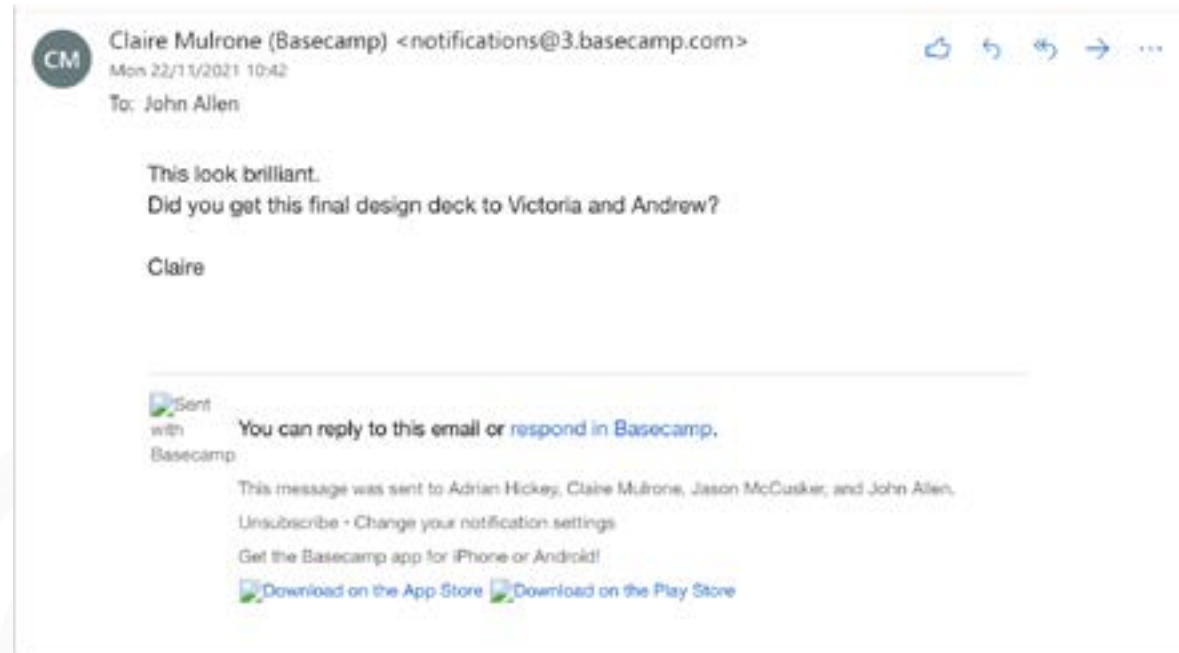 CM
Claire Mulrone (Basecamp) <notifications@3.basecamp.com>
Mon 22/11/2021 10:42
To: John Allen
This look brilliant.
Did you get this final design deck to Victoria and Andrew?
Claire
Sent
with
Basecamp
You can reply to this email or respond in Basecamp.
This message was sent to Adrian Hickey, Claire Mulrone, Jason McCusker, and John Allen.
Unsubscribe • Change your notification settings
Get the Basecamp app for iPhone or Android!
Download on the App Store Download on the Play Store